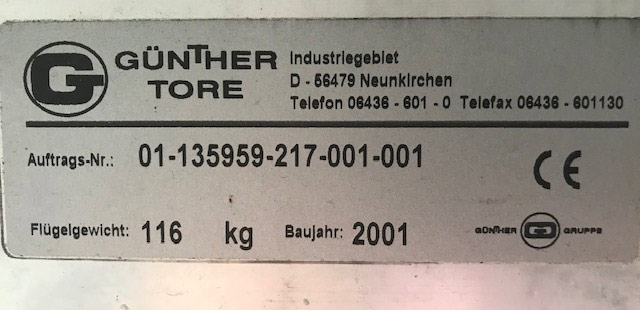 G GÜNTHER TORE
Industriegebiet
D - 56479 Neunkirchen
Telefon 06436 - 601 - 0 Telefax 06436 - 601130
Auftrags-Nr.: 01-135959-217-001-001
CE
Flügelgewicht: 116 kg Baujahr: 2001
GÜNTHER G GRUPPE